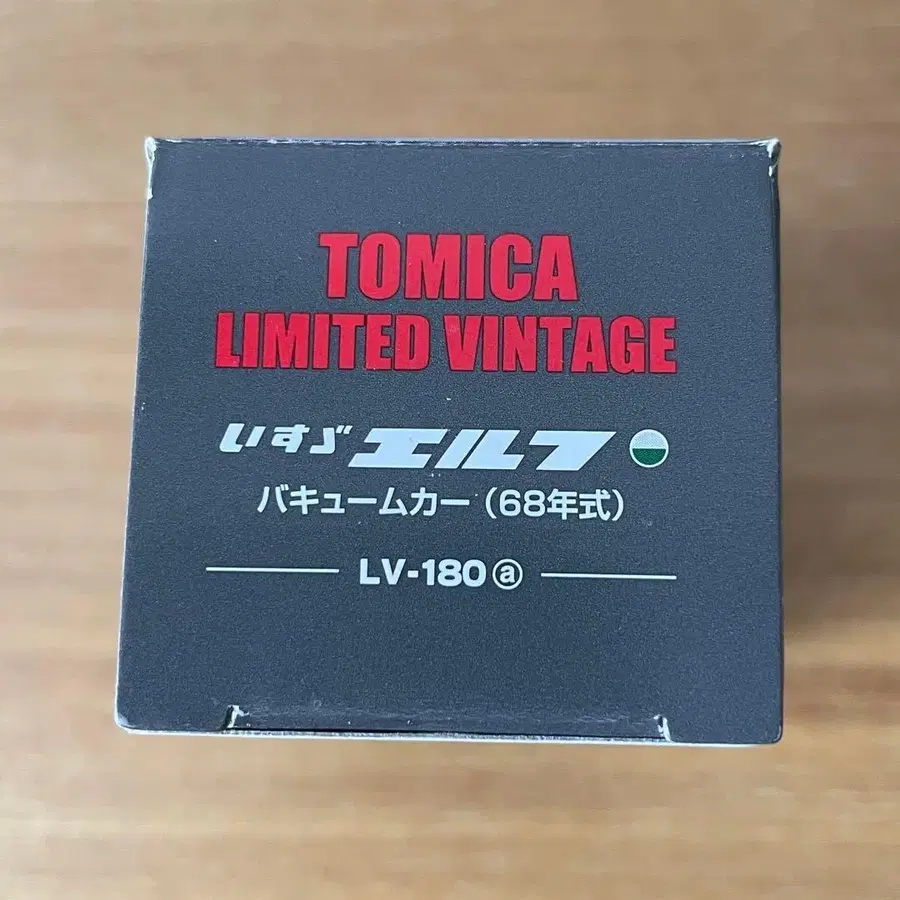 TOMICA
LIMITED VINTAGE
いすゞ エルフ
バキュームカー (68年式)
LV-180 ⓐ